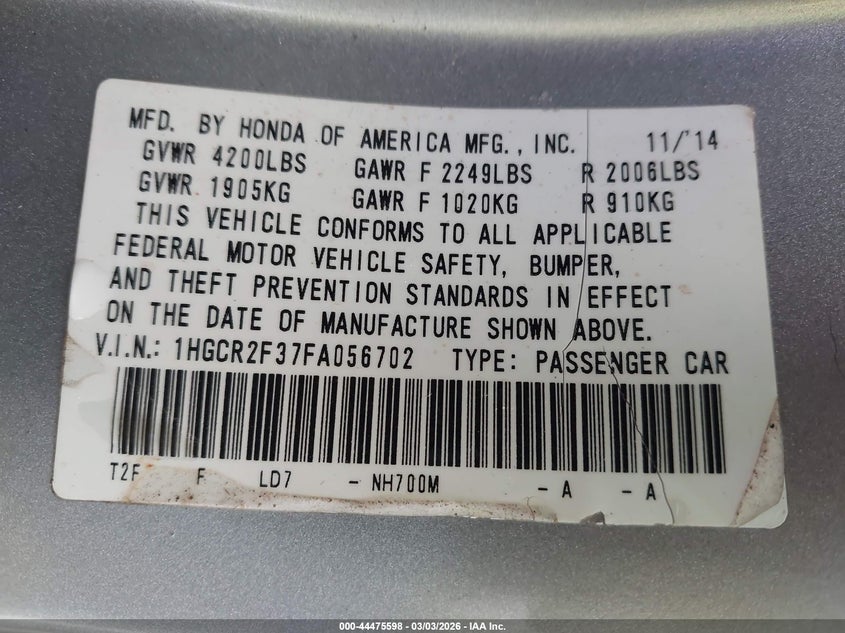 MFD. BY HONDA OF AMERICA MFG., INC. 11/'14
GVWR 4200LBS GAWR F 2249LBS R 2006LBS
GVWR 1905KG GAWR F 1020KG R 910KG
THIS VEHICLE CONFORMS TO ALL APPLICABLE
FEDERAL MOTOR VEHICLE SAFETY, BUMPER,
AND THEFT PREVENTION STANDARDS IN EFFECT
ON THE DATE OF MANUFACTURE SHOWN ABOVE.
V.I.N.: 1HGCR2F37FA056702 TYPE: PASSENGER CAR
T2F F LD7 - NH700M - A - A
000-44475598 - 03/03/2026 - IAA Inc.